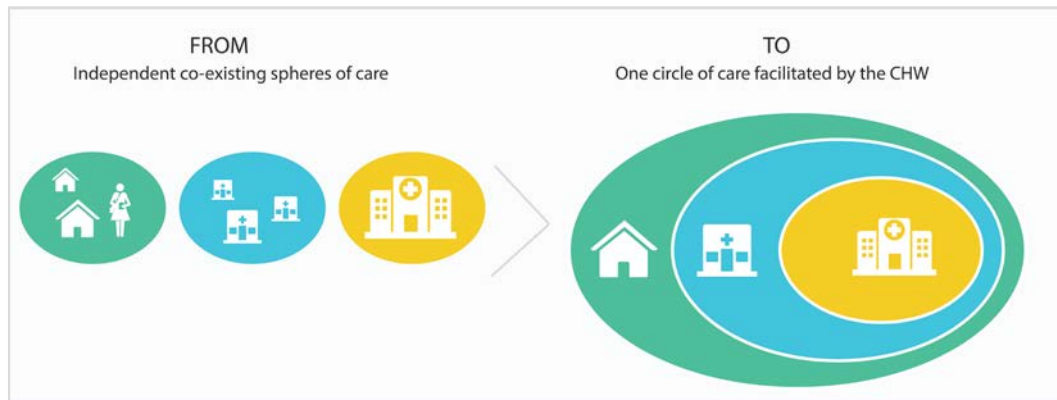 FROM
Independent co-existing spheres of care
TO
One circle of care facilitated by the CHW